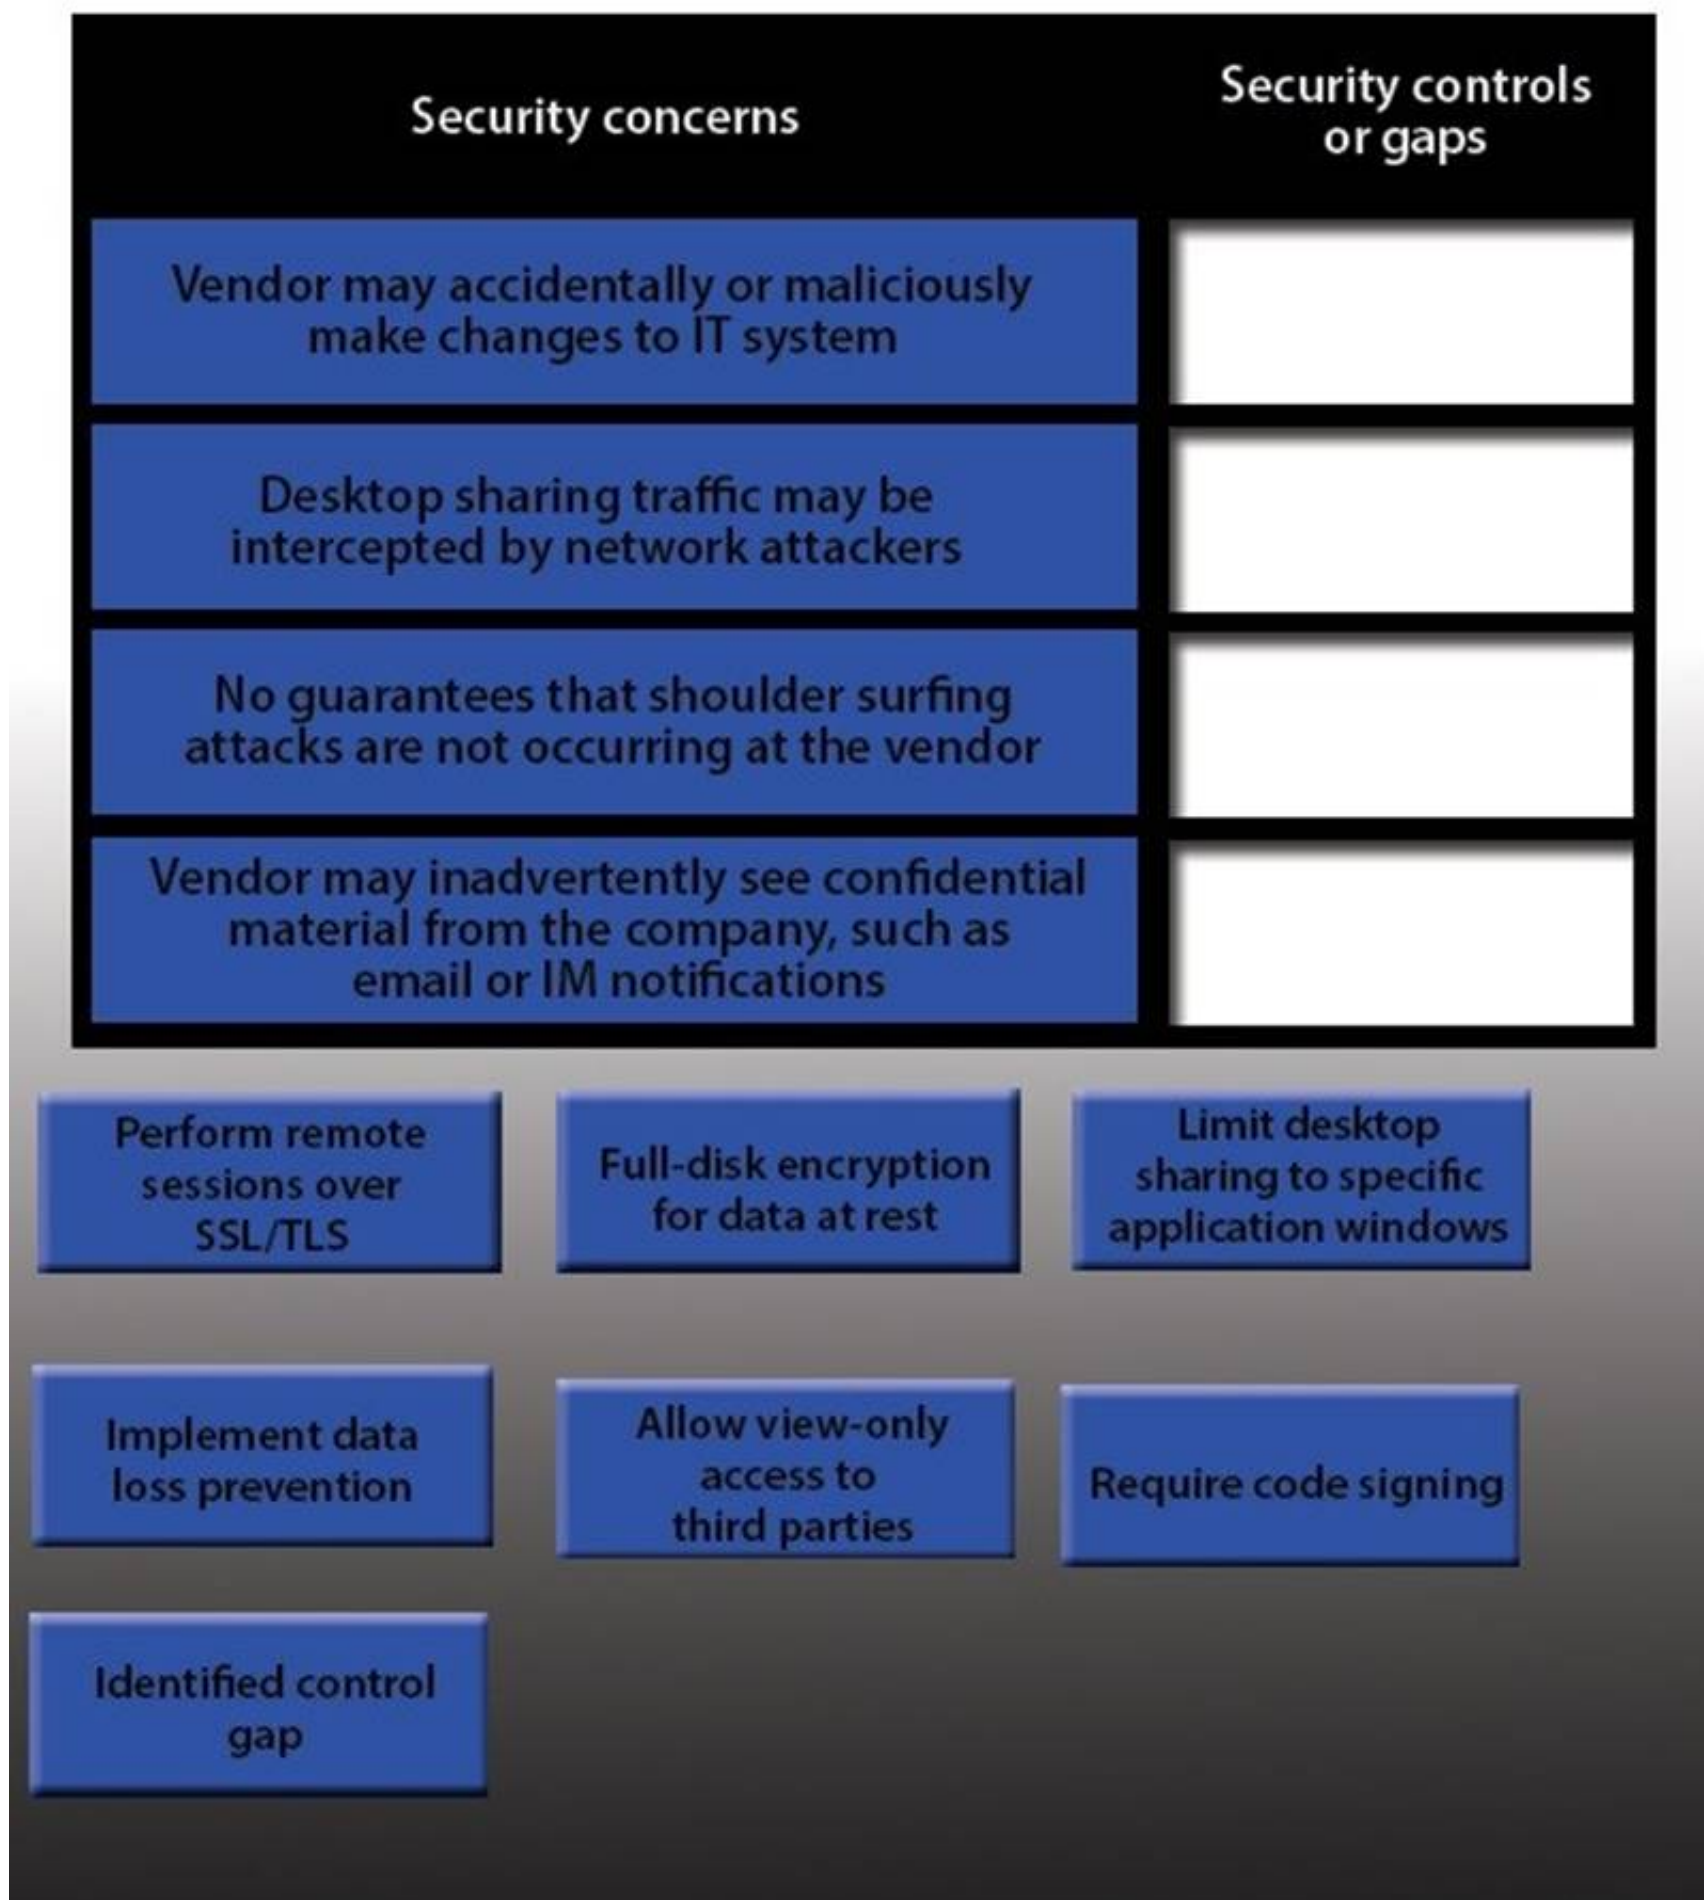 Security concerns
Security controls
or gaps
Vendor may accidentally or maliciously
make changes to IT system
Desktop sharing traffic may be
intercepted by network attackers
No guarantees that shoulder surfing
attacks are not occurring at the vendor
Vendor may inadvertently see confidential
material from the company, such as
email or IM notifications
Perform remote
sessions over
SSL/TLS
Full-disk encryption
for data at rest
Limit desktop
sharing to specific
application windows
Implement data
loss prevention
Allow view-only
access to
third parties
Require code signing
Identified control
gap